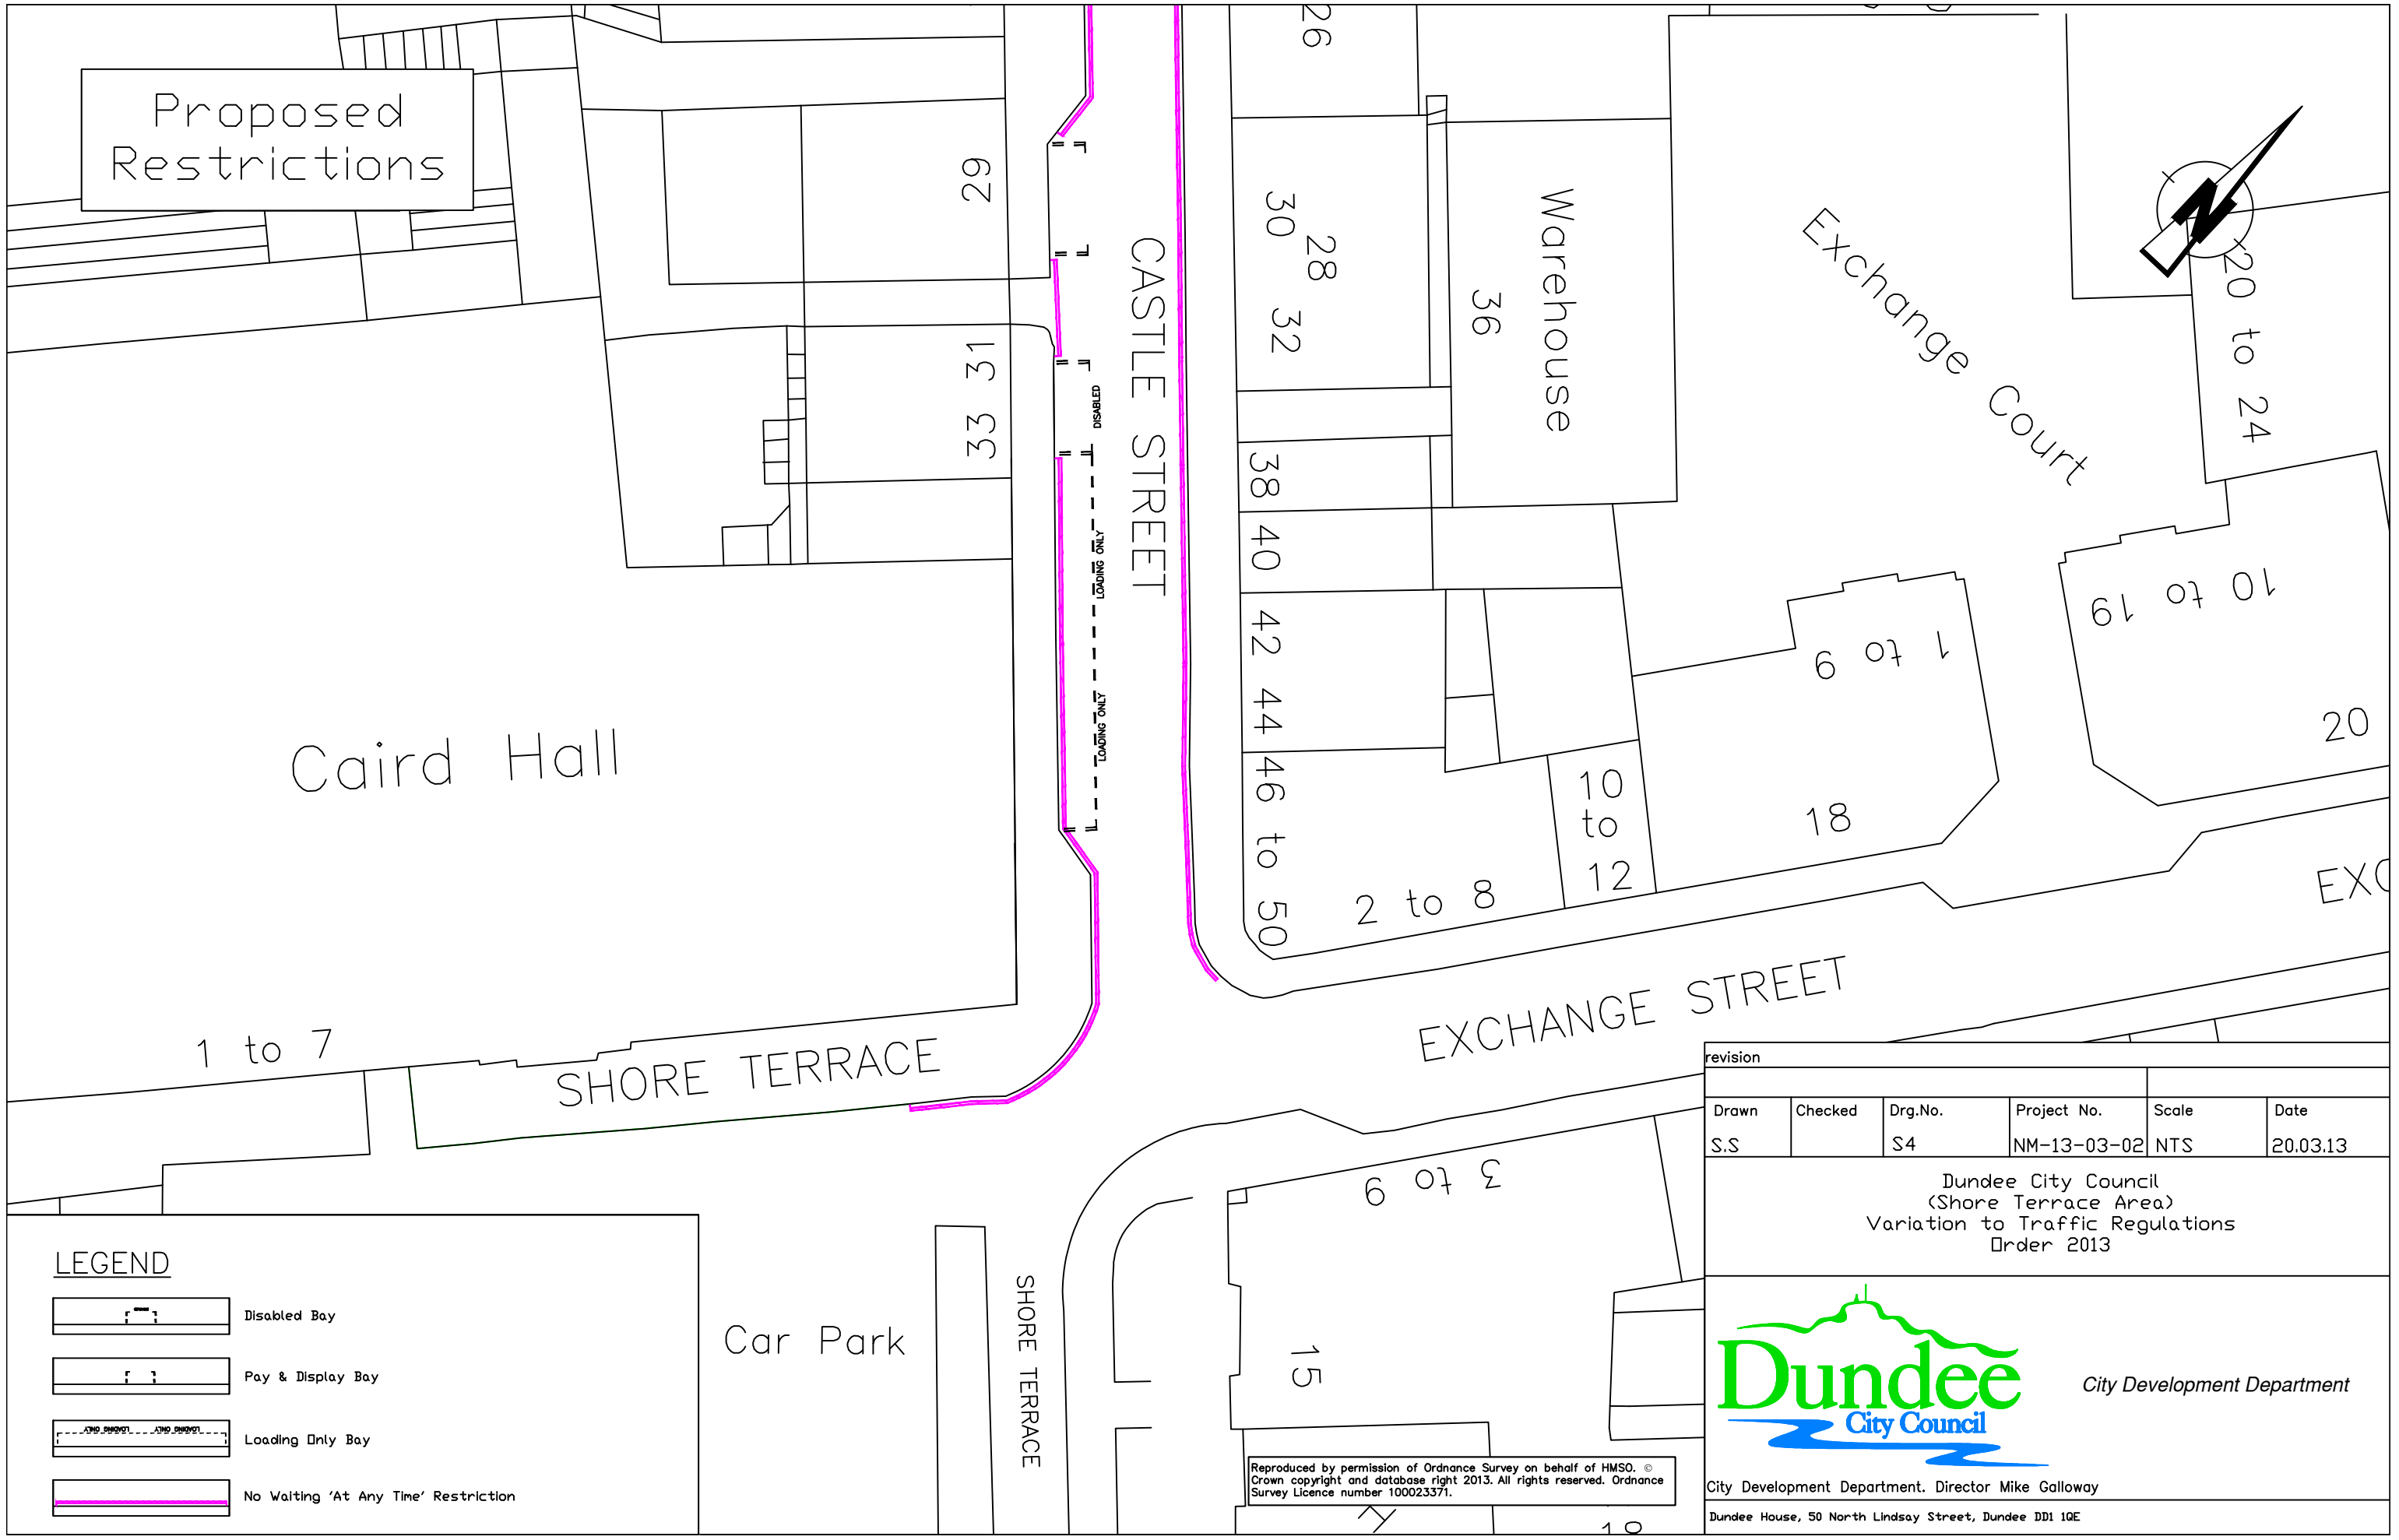 Proposed
Restrictions
26
29
CASTLE STREET
30
28
32
36
Warehouse
Exchange Court
N
20 to 24
33 31
DISABLED
LOADING ONLY
LOADING ONLY
38
40
42
44
46 to 50
Caird Hall
1 to 9
10 to 19
20
18
10
to
12
2 to 8
EXCHANGE STREET
1 to 7
SHORE TERRACE
3 to 9
15
Car Park
SHORE TERRACE
LEGEND
Disabled Bay
Pay & Display Bay
LOADING ONLY LOADING ONLY
Loading Only Bay
No Waiting 'At Any Time' Restriction
Reproduced by permission of Ordnance Survey on behalf of HMSO. ©
Crown copyright and database right 2013. All rights reserved. Ordnance
Survey Licence number 100023371.
revision
Drawn Checked Drg.No. Project No. Scale Date
S.S S4 NM-13-03-02 NTS 20.03.13
Dundee City Council
(Shore Terrace Area)
Variation to Traffic Regulations
Order 2013
Dundee
City Council
City Development Department
City Development Department. Director Mike Galloway
Dundee House, 50 North Lindsay Street, Dundee DD1 1QE